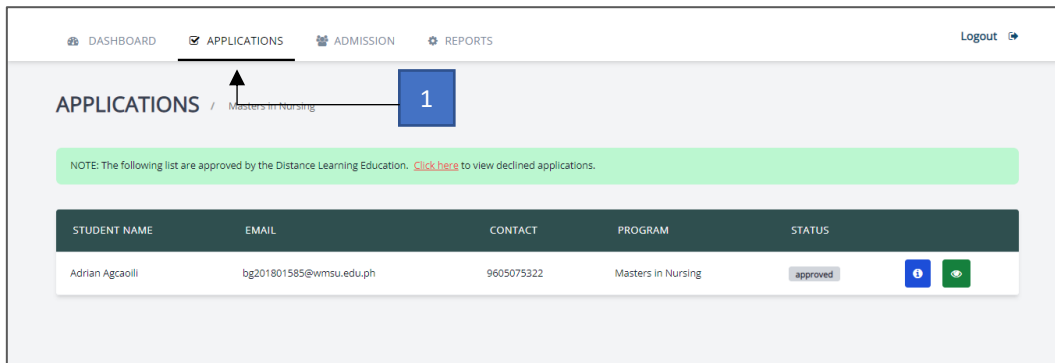 DASHBOARD APPLICATIONS ADMISSION REPORTS Logout
1
APPLICATIONS / Masters in Nursing
NOTE: The following list are approved by the Distance Learning Education. Click here to view declined applications.
STUDENT NAME EMAIL CONTACT PROGRAM STATUS
Adrian Agcaoili bg201801585@wmsu.edu.ph 9605075322 Masters in Nursing approved